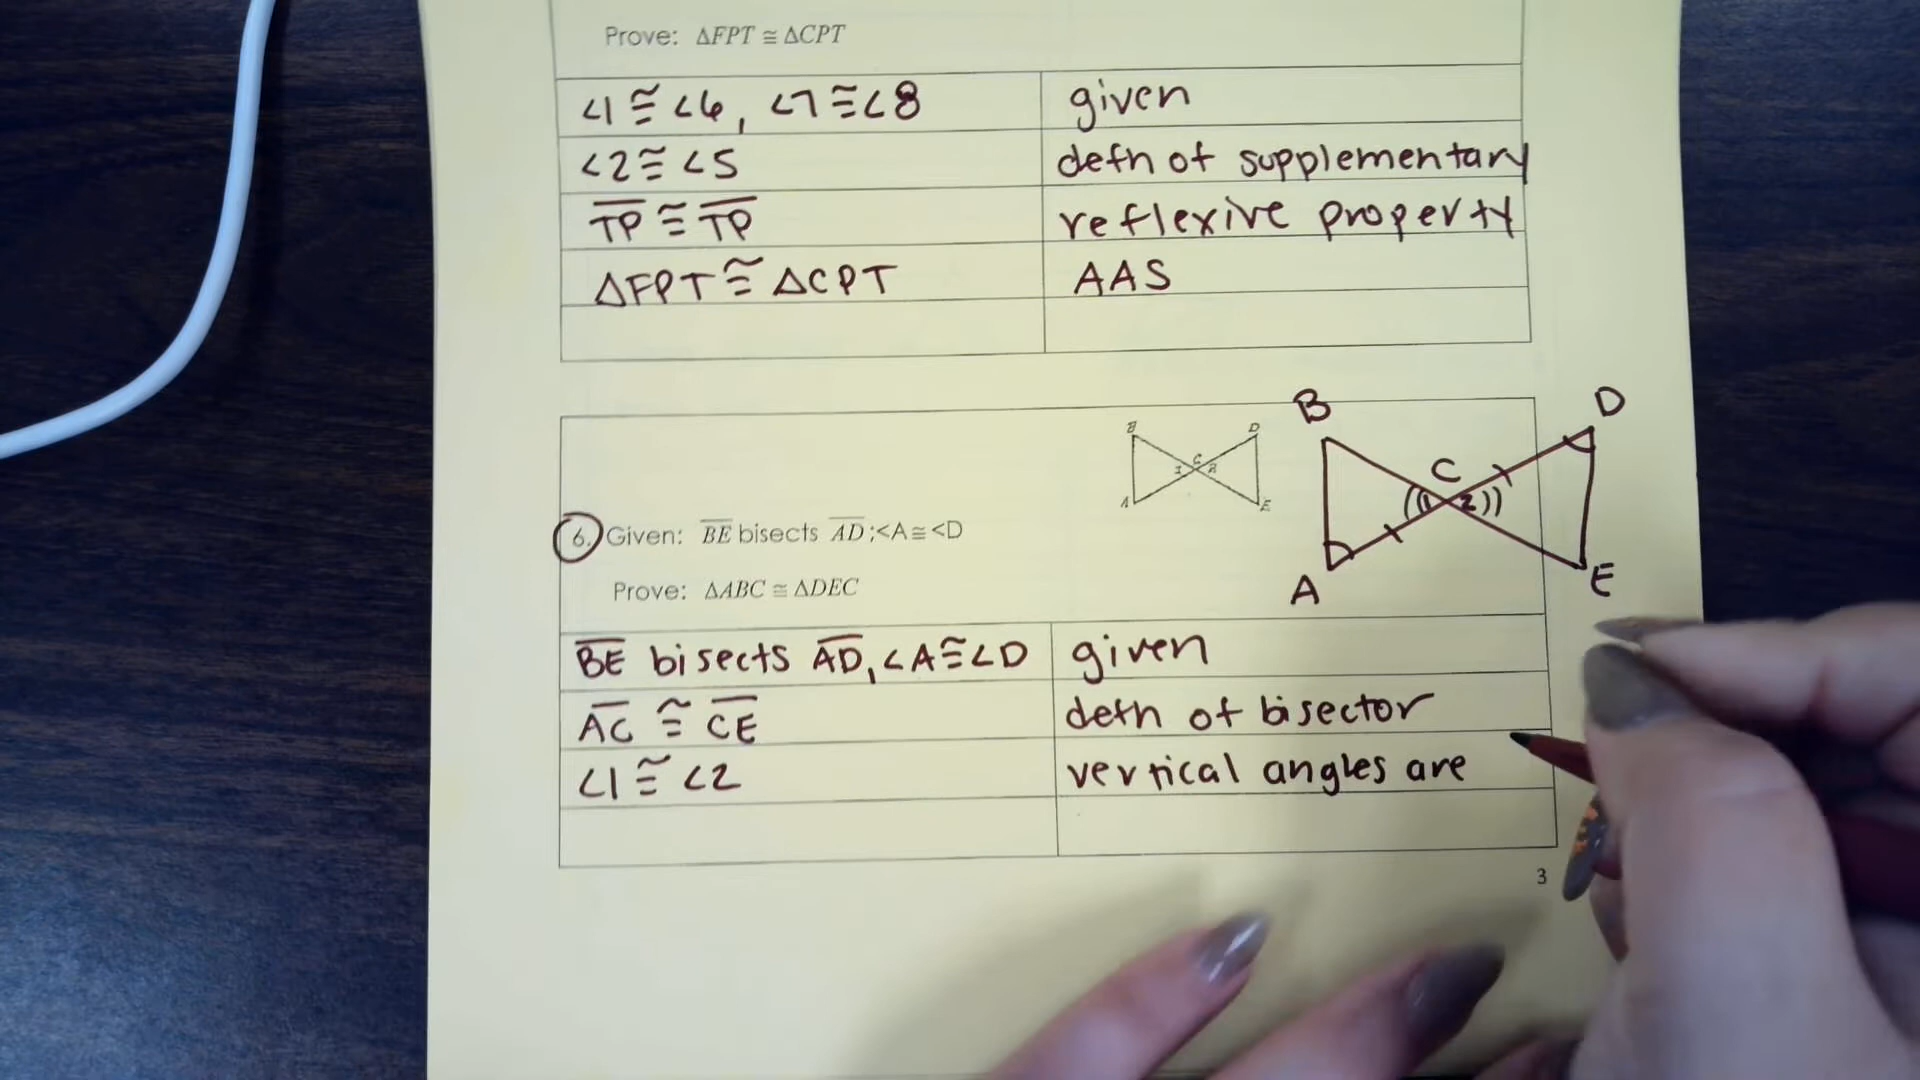 Prove: ΔFPT ≅ ΔCPT
<1 ≅ <6, <7 ≅ <8 given
<2 ≅ <5 defn of supplementary
TP ≅ TP reflexive property
ΔFPT ≅ ΔCPT AAS
B D
C
1 2
A E
B D
C
1 2
A E
6. Given: BE bisects AD ;<A ≅ <D
Prove: ΔABC ≅ ΔDEC
BE bisects AD, <A ≅ <D given
AC ≅ CE defn of bisector
<1 ≅ <2 vertical angles are
3